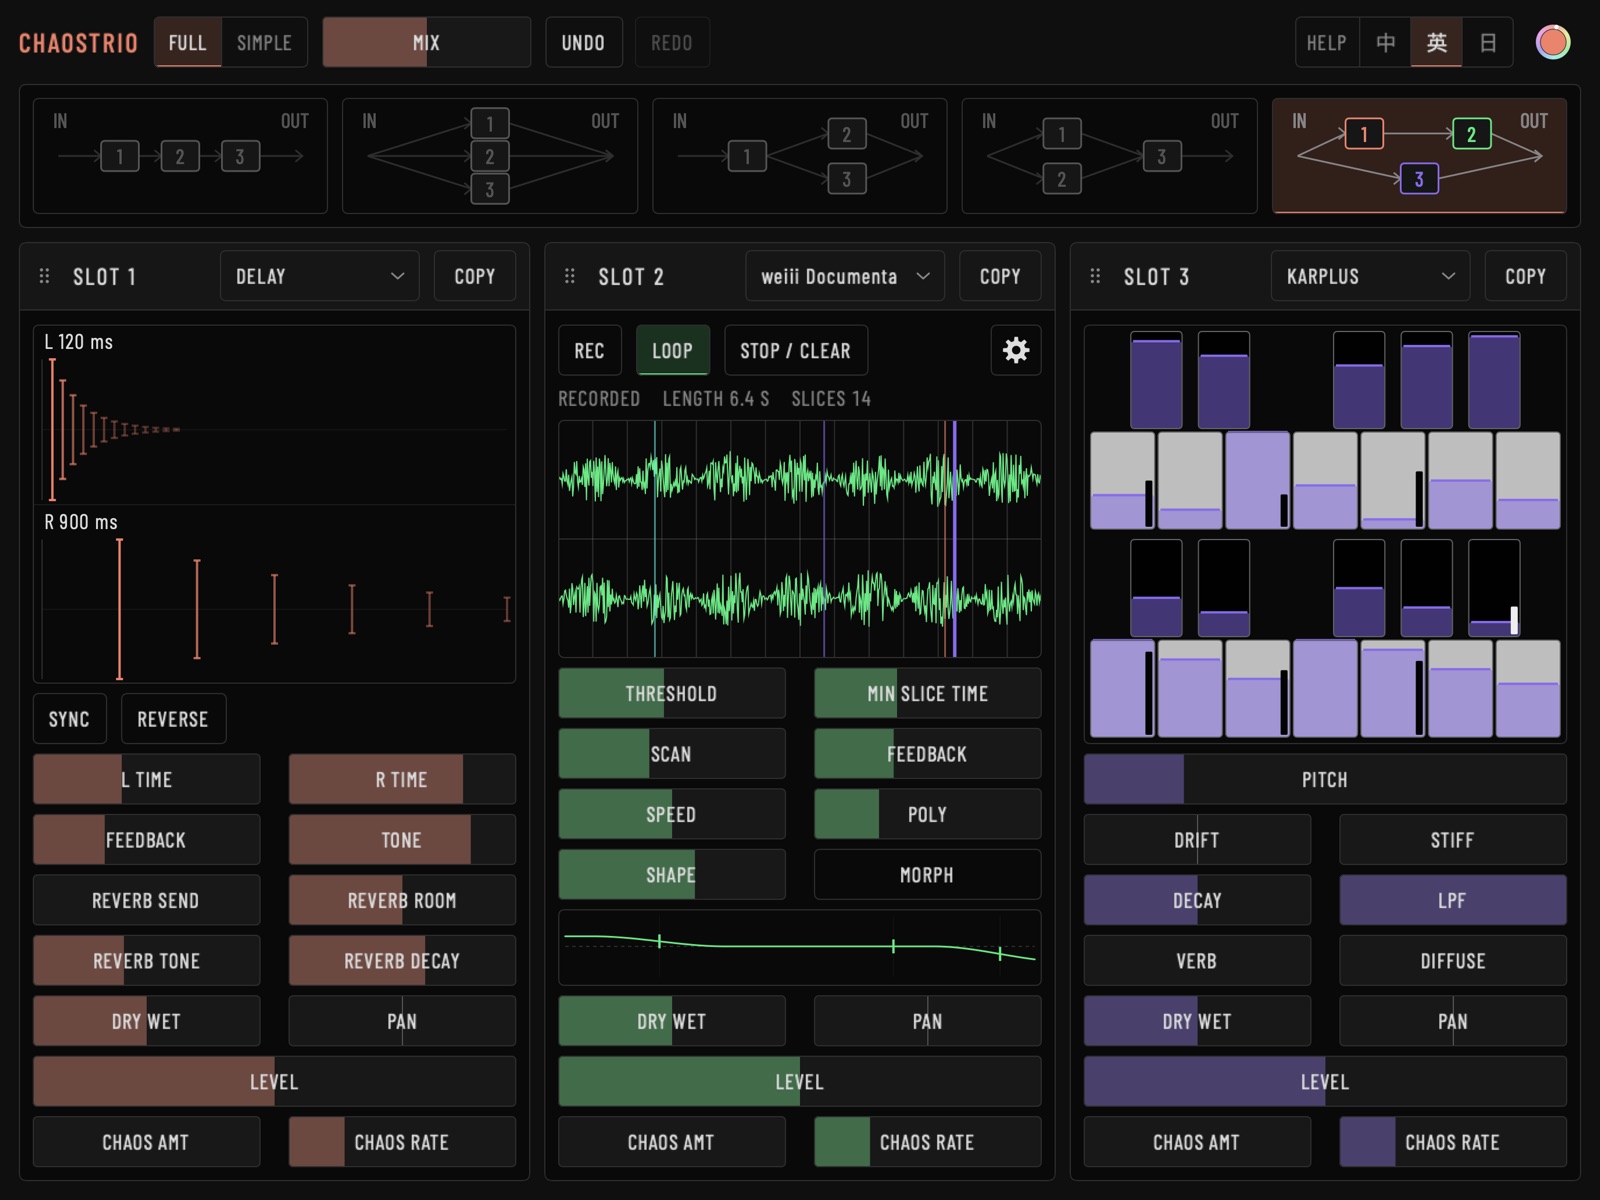 CHAOSTRIO FULL SIMPLE MIX UNDO REDO HELP 中 英 日
IN OUT 1 2 3
IN OUT 1 2 3
IN OUT 1 2 3
IN OUT 1 2 3
IN OUT 1 2 3
SLOT 1 DELAY COPY
L 120 ms
R 900 ms
SYNC REVERSE
L TIME R TIME
FEEDBACK TONE
REVERB SEND REVERB ROOM
REVERB TONE REVERB DECAY
DRY WET PAN
LEVEL
CHAOS AMT CHAOS RATE
SLOT 2 weiii Documenta COPY
REC LOOP STOP / CLEAR
RECORDED LENGTH 6.4 S SLICES 14
THRESHOLD MIN SLICE TIME
SCAN FEEDBACK
SPEED POLY
SHAPE MORPH
DRY WET PAN
LEVEL
CHAOS AMT CHAOS RATE
SLOT 3 KARPLUS COPY
PITCH
DRIFT STIFF
DECAY LPF
VERB DIFFUSE
DRY WET PAN
LEVEL
CHAOS AMT CHAOS RATE